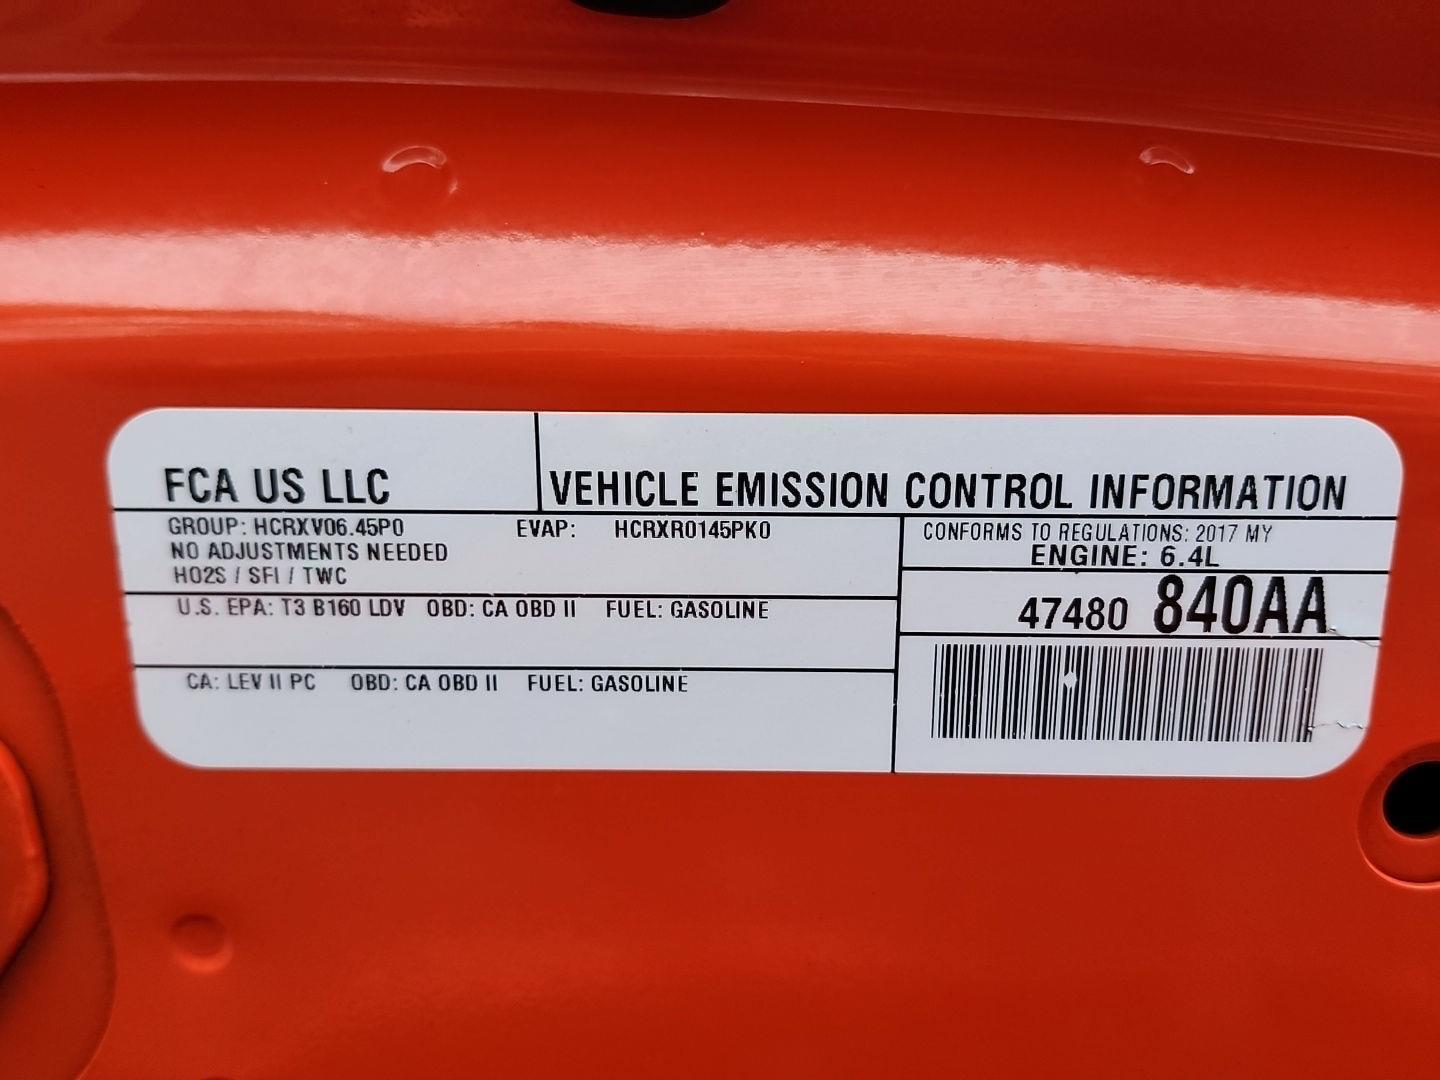 FCA US LLC
VEHICLE EMISSION CONTROL INFORMATION
GROUP: HCRXV06.45P0 EVAP: HCRXR0145PK0
NO ADJUSTMENTS NEEDED
HO2S / SFI / TWC
U.S. EPA: T3 B160 LDV OBD: CA OBD II FUEL: GASOLINE
CA: LEV II PC OBD: CA OBD II FUEL: GASOLINE
CONFORMS TO REGULATIONS: 2017 MY
ENGINE: 6.4L
47480 840AA